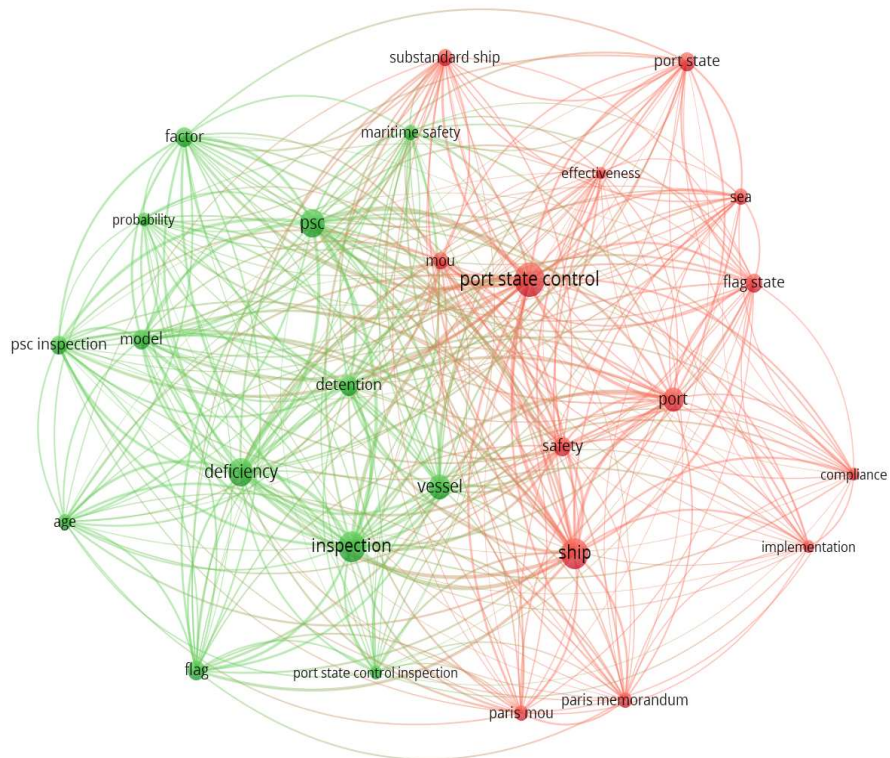 substandard ship
port state
factor
maritime safety
effectiveness
sea
probability
psc
mou
port state control
flag state
psc inspection
model
detention
port
safety
deficiency
vessel
compliance
age
inspection
ship
implementation
flag
port state control inspection
paris memorandum
paris mou